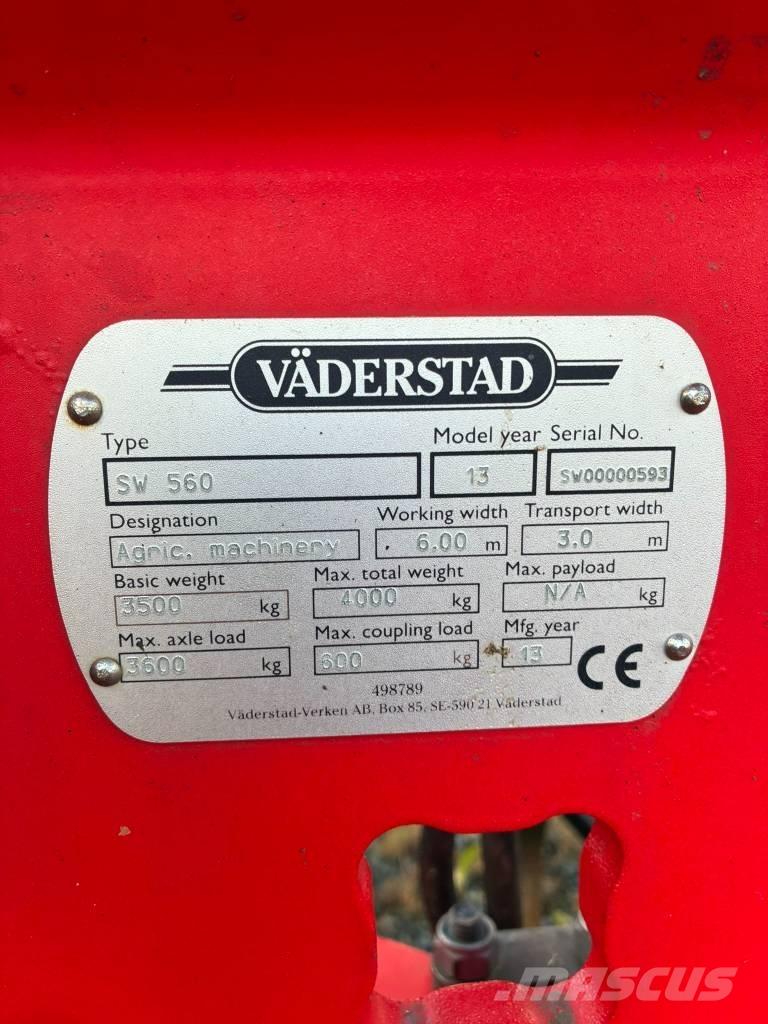 VÄDERSTAD
Type Model year Serial No.
SW 560 13 SW00000593
Designation Working width Transport width
Agric. machinery 6.00 m 3.0 m
Basic weight Max. total weight Max. payload
3500 kg 4000 kg N/A kg
Max. axle load Max. coupling load Mfg. year
3600 kg 600 kg 13 CE
498789
Väderstad-Verken AB, Box 85, SE-590 21 Väderstad
MASCUS